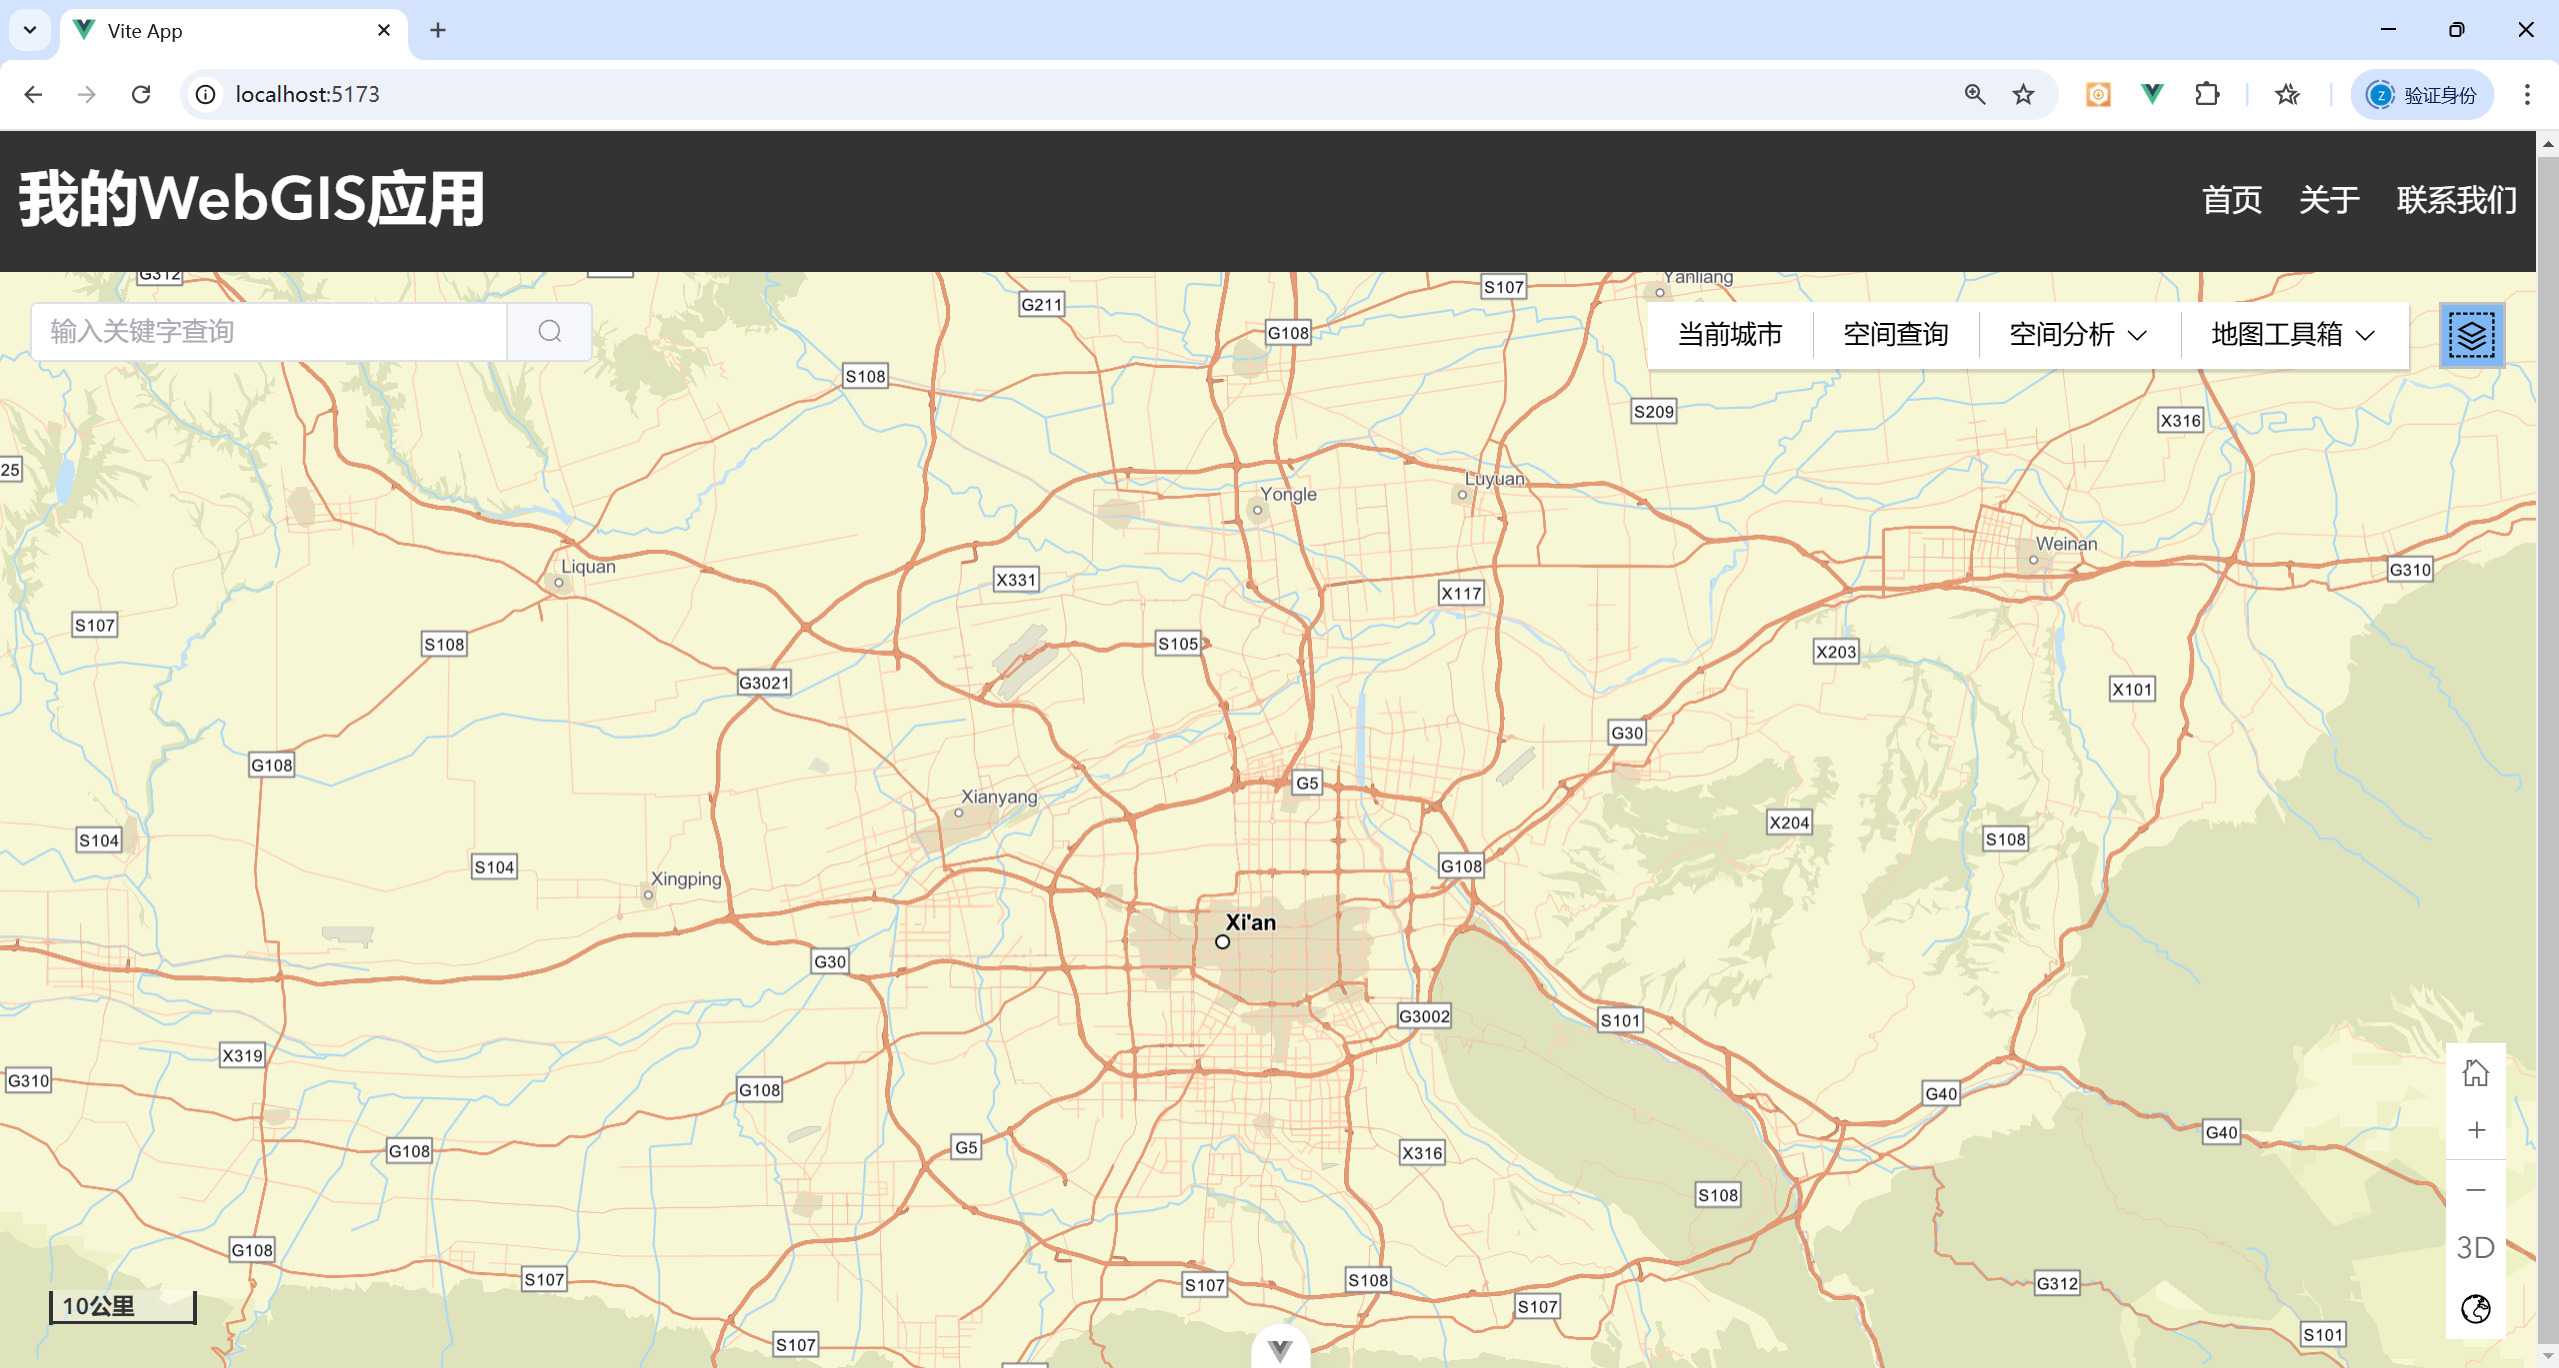 Vite App
localhost:5173
验证身份
我的WebGIS应用
首页 关于 联系我们
输入关键字查询
当前城市 空间查询 空间分析 地图工具箱
G312
G211
S107
Yanliang
G108
S108
S209
X316
25
Yongle
Luyuan
Weinan
Liquan
X331
X117
G310
S107
S108
S105
X203
G3021
X101
G30
G108
G5
Xianyang
X204
S104
S108
S104
G108
Xingping
Xi'an
G30
G3002
S101
X319
G310
G108
G40
G40
G108
G5
X316
S108
G108
S107
S107
S108
3D
G312
10公里
S107
S101
S107